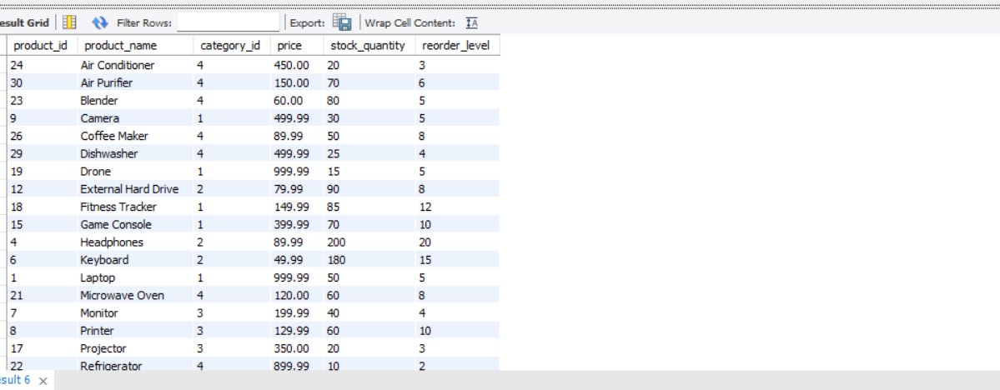 esult Grid Filter Rows: Export: Wrap Cell Content: IA
product_id product_name category_id price stock_quantity reorder_level
24 Air Conditioner 4 450.00 20 3
30 Air Purifier 4 150.00 70 6
23 Blender 4 60.00 80 5
9 Camera 1 499.99 30 5
26 Coffee Maker 4 89.99 50 8
29 Dishwasher 4 499.99 25 4
19 Drone 1 999.99 15 5
12 External Hard Drive 2 79.99 90 8
18 Fitness Tracker 1 149.99 85 12
15 Game Console 1 399.99 70 10
4 Headphones 2 89.99 200 20
6 Keyboard 2 49.99 180 15
1 Laptop 1 999.99 50 5
21 Microwave Oven 4 120.00 60 8
7 Monitor 3 199.99 40 4
8 Printer 3 129.99 60 10
17 Projector 3 350.00 20 3
22 Refrigerator 4 899.99 10 2
esult 6